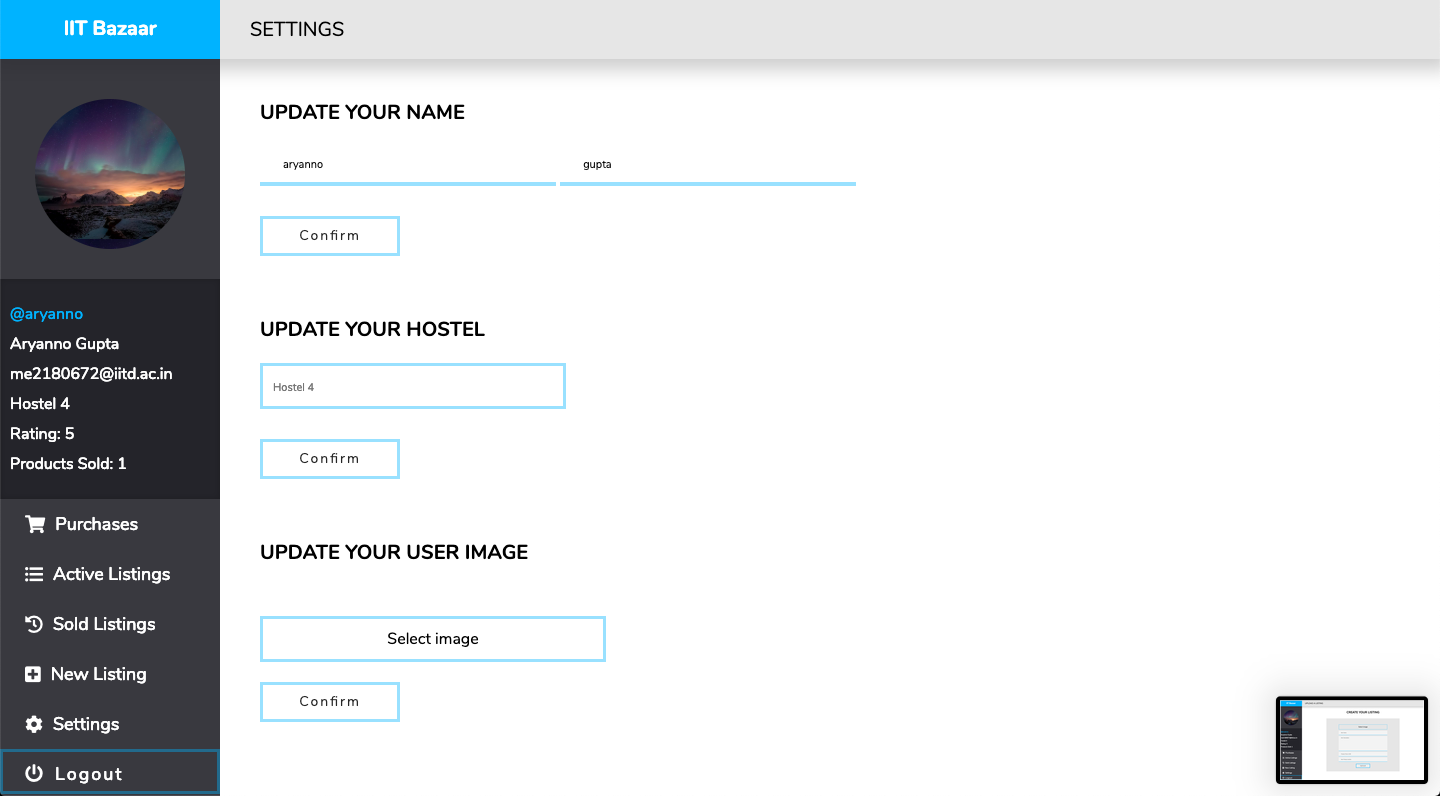 IIT Bazaar
SETTINGS
@aryanno
Aryanno Gupta
me2180672@iitd.ac.in
Hostel 4
Rating: 5
Products Sold: 1
Purchases
Active Listings
Sold Listings
New Listing
Settings
Logout
UPDATE YOUR NAME
aryanno gupta
Confirm
UPDATE YOUR HOSTEL
Hostel 4
Confirm
UPDATE YOUR USER IMAGE
Select image
Confirm
CREATE YOUR LISTING